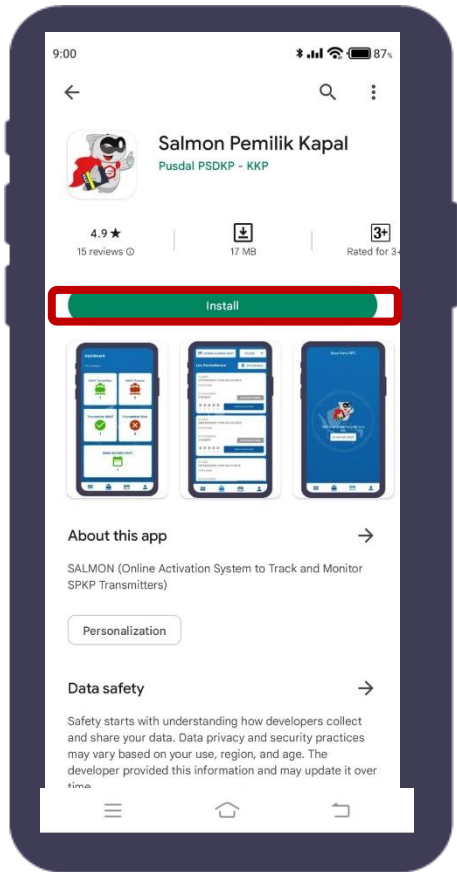 9:00
87%
Salmon Pemilik Kapal
Pusdal PSDKP - KKP
4.9★
15 reviews
17 MB
3+
Rated for 3+
Install
Dashboard
About this app
SALMON (Online Activation System to Track and Monitor
SPKP Transmitters)
Personalization
Data safety
Safety starts with understanding how developers collect
and share your data. Data privacy and security practices
may vary based on your use, region, and age. The
developer provided this information and may update it over
time